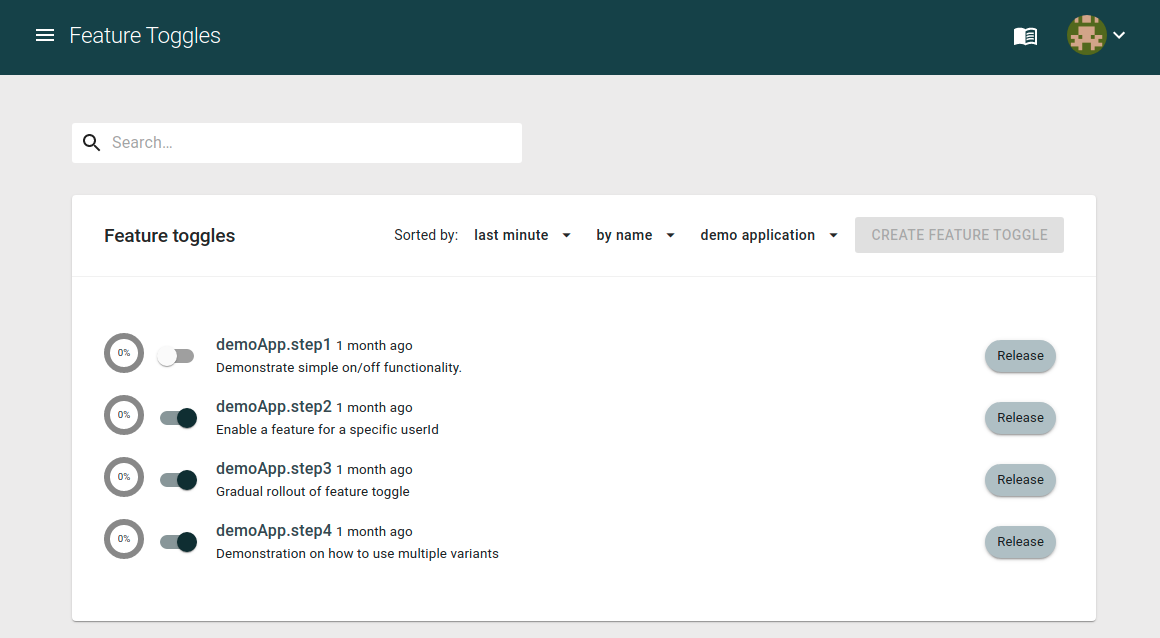 Feature Toggles
Search…
Feature toggles
Sorted by: last minute by name demo application CREATE FEATURE TOGGLE
0% demoApp.step1 1 month ago Release
Demonstrate simple on/off functionality.
0% demoApp.step2 1 month ago Release
Enable a feature for a specific userId
0% demoApp.step3 1 month ago Release
Gradual rollout of feature toggle
0% demoApp.step4 1 month ago Release
Demonstration on how to use multiple variants